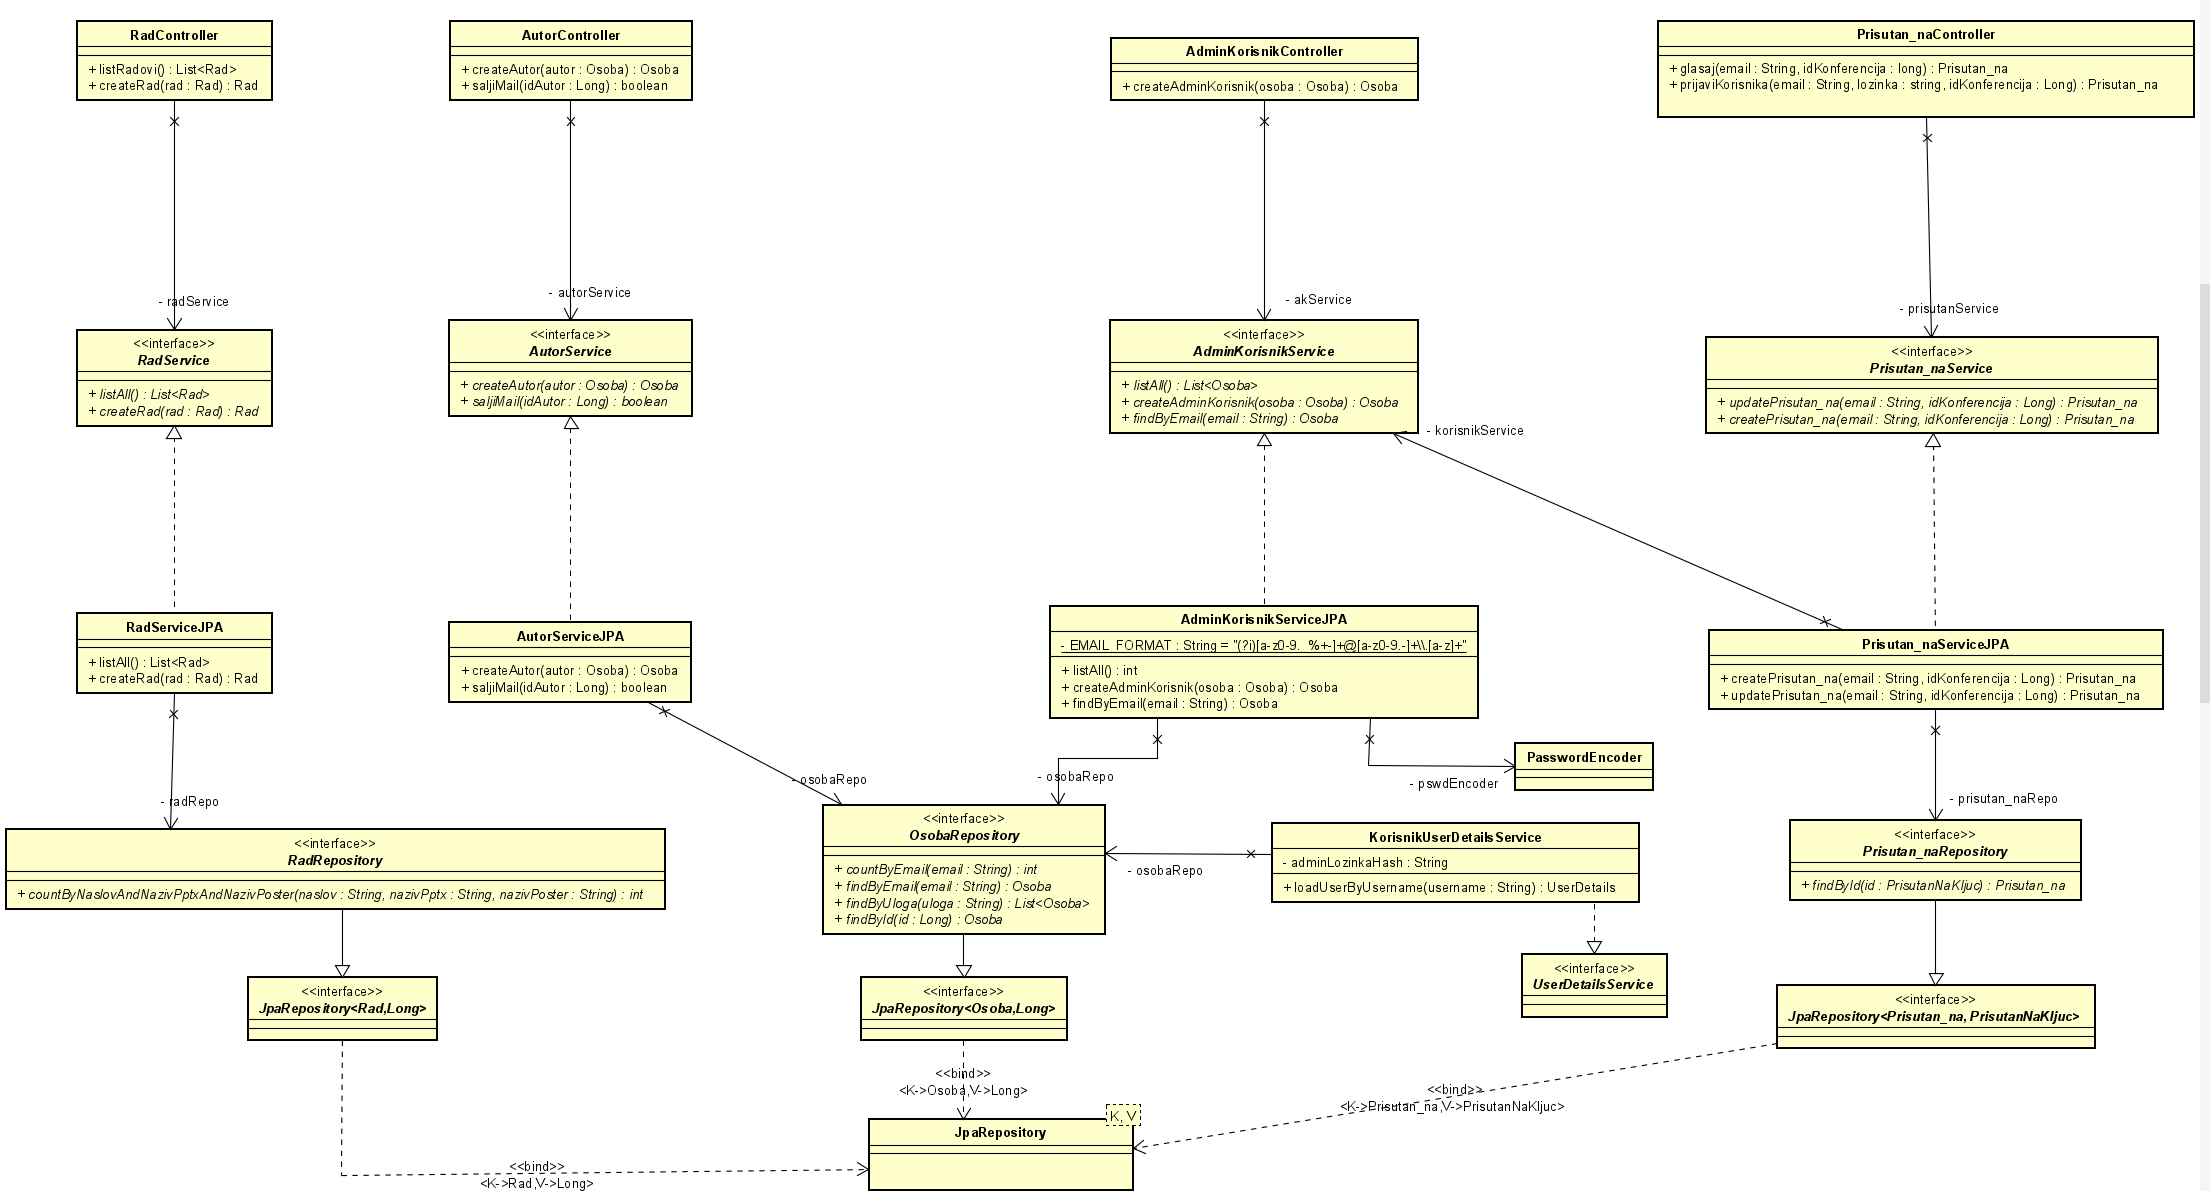 RadController
+ listRadovi() : List<Rad>
+ createRad(rad : Rad) : Rad
AutorController
+ createAutor(autor : Osoba) : Osoba
+ saljiMail(idAutor : Long) : boolean
AdminKorisnikController
+ createAdminKorisnik(osoba : Osoba) : Osoba
Prisutan_naController
+ glasaj(email : String, idKonferencija : long) : Prisutan_na
+ prijaviKorisnika(email : String, lozinka : string, idKonferencija : Long) : Prisutan_na
- radService
- autorService
- akService
- prisutanService
<<interface>>
RadService
+ listAll() : List<Rad>
+ createRad(rad : Rad) : Rad
<<interface>>
AutorService
+ createAutor(autor : Osoba) : Osoba
+ saljiMail(idAutor : Long) : boolean
<<interface>>
AdminKorisnikService
+ listAll() : List<Osoba>
+ createAdminKorisnik(osoba : Osoba) : Osoba
+ findByEmail(email : String) : Osoba
<<interface>>
Prisutan_naService
+ updatePrisutan_na(email : String, idKonferencija : Long) : Prisutan_na
+ createPrisutan_na(email : String, idKonferencija : Long) : Prisutan_na
- korisnikService
RadServiceJPA
+ listAll() : List<Rad>
+ createRad(rad : Rad) : Rad
AutorServiceJPA
+ createAutor(autor : Osoba) : Osoba
+ saljiMail(idAutor : Long) : boolean
AdminKorisnikServiceJPA
- EMAIL_FORMAT : String = "(?i)[a-z0-9._%+-]+@[a-z0-9.-]+\\.[a-z]+"
+ listAll() : int
+ createAdminKorisnik(osoba : Osoba) : Osoba
+ findByEmail(email : String) : Osoba
Prisutan_naServiceJPA
+ createPrisutan_na(email : String, idKonferencija : Long) : Prisutan_na
+ updatePrisutan_na(email : String, idKonferencija : Long) : Prisutan_na
- radRepo
- osobaRepo
- osobaRepo
- pswdEncoder
PasswordEncoder
- prisutan_naRepo
<<interface>>
RadRepository
+ countByNaslovAndNazivPptxAndNazivPoster(naslov : String, nazivPptx : String, nazivPoster : String) : int
<<interface>>
OsobaRepository
+ countByEmail(email : String) : int
+ findByEmail(email : String) : Osoba
+ findByUloga(uloga : String) : List<Osoba>
+ findById(id : Long) : Osoba
- osobaRepo
KorisnikUserDetailsService
- adminLozinkaHash : String
+ loadUserByUsername(username : String) : UserDetails
<<interface>>
Prisutan_naRepository
+ findById(id : PrisutanNaKljuc) : Prisutan_na
<<interface>>
JpaRepository<Rad,Long>
<<interface>>
JpaRepository<Osoba,Long>
<<interface>>
UserDetailsService
<<interface>>
JpaRepository<Prisutan_na, PrisutanNaKljuc>
<<bind>>
<K->Osoba,V->Long>
<<bind>>
<K->Prisutan_na,V->PrisutanNaKljuc>
K, V
JpaRepository
<<bind>>
<K->Rad,V->Long>